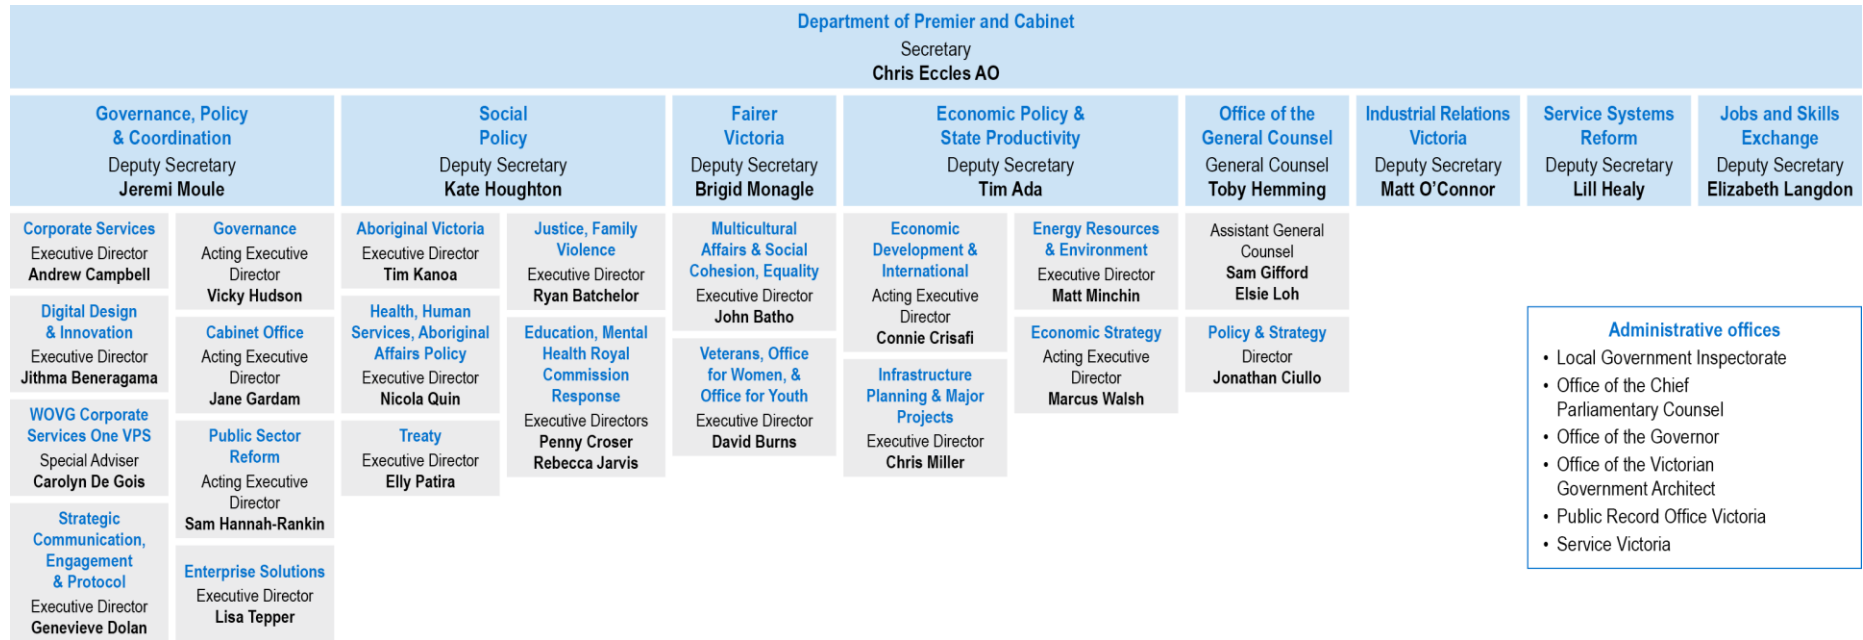 Department of Premier and Cabinet
Secretary
Chris Eccles AO
Governance, Policy
& Coordination
Deputy Secretary
Jeremi Moule
Corporate Services
Executive Director
Andrew Campbell
Digital Design
& Innovation
Executive Director
Jithma Beneragama
WOVG Corporate
Services One VPS
Special Adviser
Carolyn De Gois
Strategic
Communication,
Engagement
& Protocol
Executive Director
Genevieve Dolan
Governance
Acting Executive
Director
Vicky Hudson
Cabinet Office
Acting Executive
Director
Jane Gardam
Public Sector
Reform
Acting Executive
Director
Sam Hannah-Rankin
Enterprise Solutions
Executive Director
Lisa Tepper
Social
Policy
Deputy Secretary
Kate Houghton
Aboriginal Victoria
Executive Director
Tim Kanoa
Health, Human
Services, Aboriginal
Affairs Policy
Executive Director
Nicola Quin
Treaty
Executive Director
Elly Patira
Justice, Family
Violence
Executive Director
Ryan Batchelor
Education, Mental
Health Royal
Commission
Response
Executive Directors
Penny Croser
Rebecca Jarvis
Fairer
Victoria
Deputy Secretary
Brigid Monagle
Multicultural
Affairs & Social
Cohesion, Equality
Executive Director
John Batho
Veterans, Office
for Women, &
Office for Youth
Executive Director
David Burns
Economic Policy &
State Productivity
Deputy Secretary
Tim Ada
Economic
Development &
International
Acting Executive
Director
Connie Crisafi
Infrastructure
Planning & Major
Projects
Executive Director
Chris Miller
Energy Resources
& Environment
Executive Director
Matt Minchin
Economic Strategy
Acting Executive
Director
Marcus Walsh
Office of the
General Counsel
General Counsel
Toby Hemming
Assistant General
Counsel
Sam Gifford
Elsie Loh
Policy & Strategy
Director
Jonathan Ciullo
Industrial Relations
Victoria
Deputy Secretary
Matt O’Connor
Service Systems
Reform
Deputy Secretary
Lill Healy
Jobs and Skills
Exchange
Deputy Secretary
Elizabeth Langdon
Administrative offices
• Local Government Inspectorate
• Office of the Chief
Parliamentary Counsel
• Office of the Governor
• Office of the Victorian
Government Architect
• Public Record Office Victoria
• Service Victoria